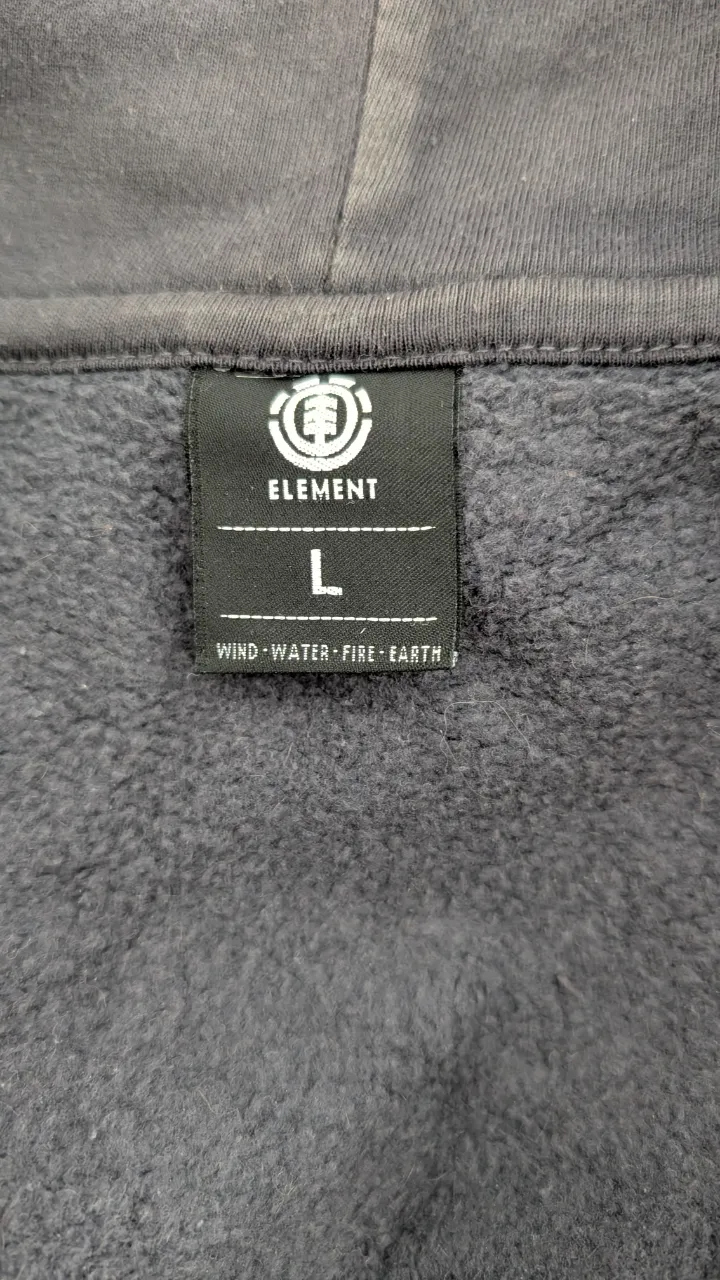 ELEMENT
L
WIND · WATER · FIRE · EARTH